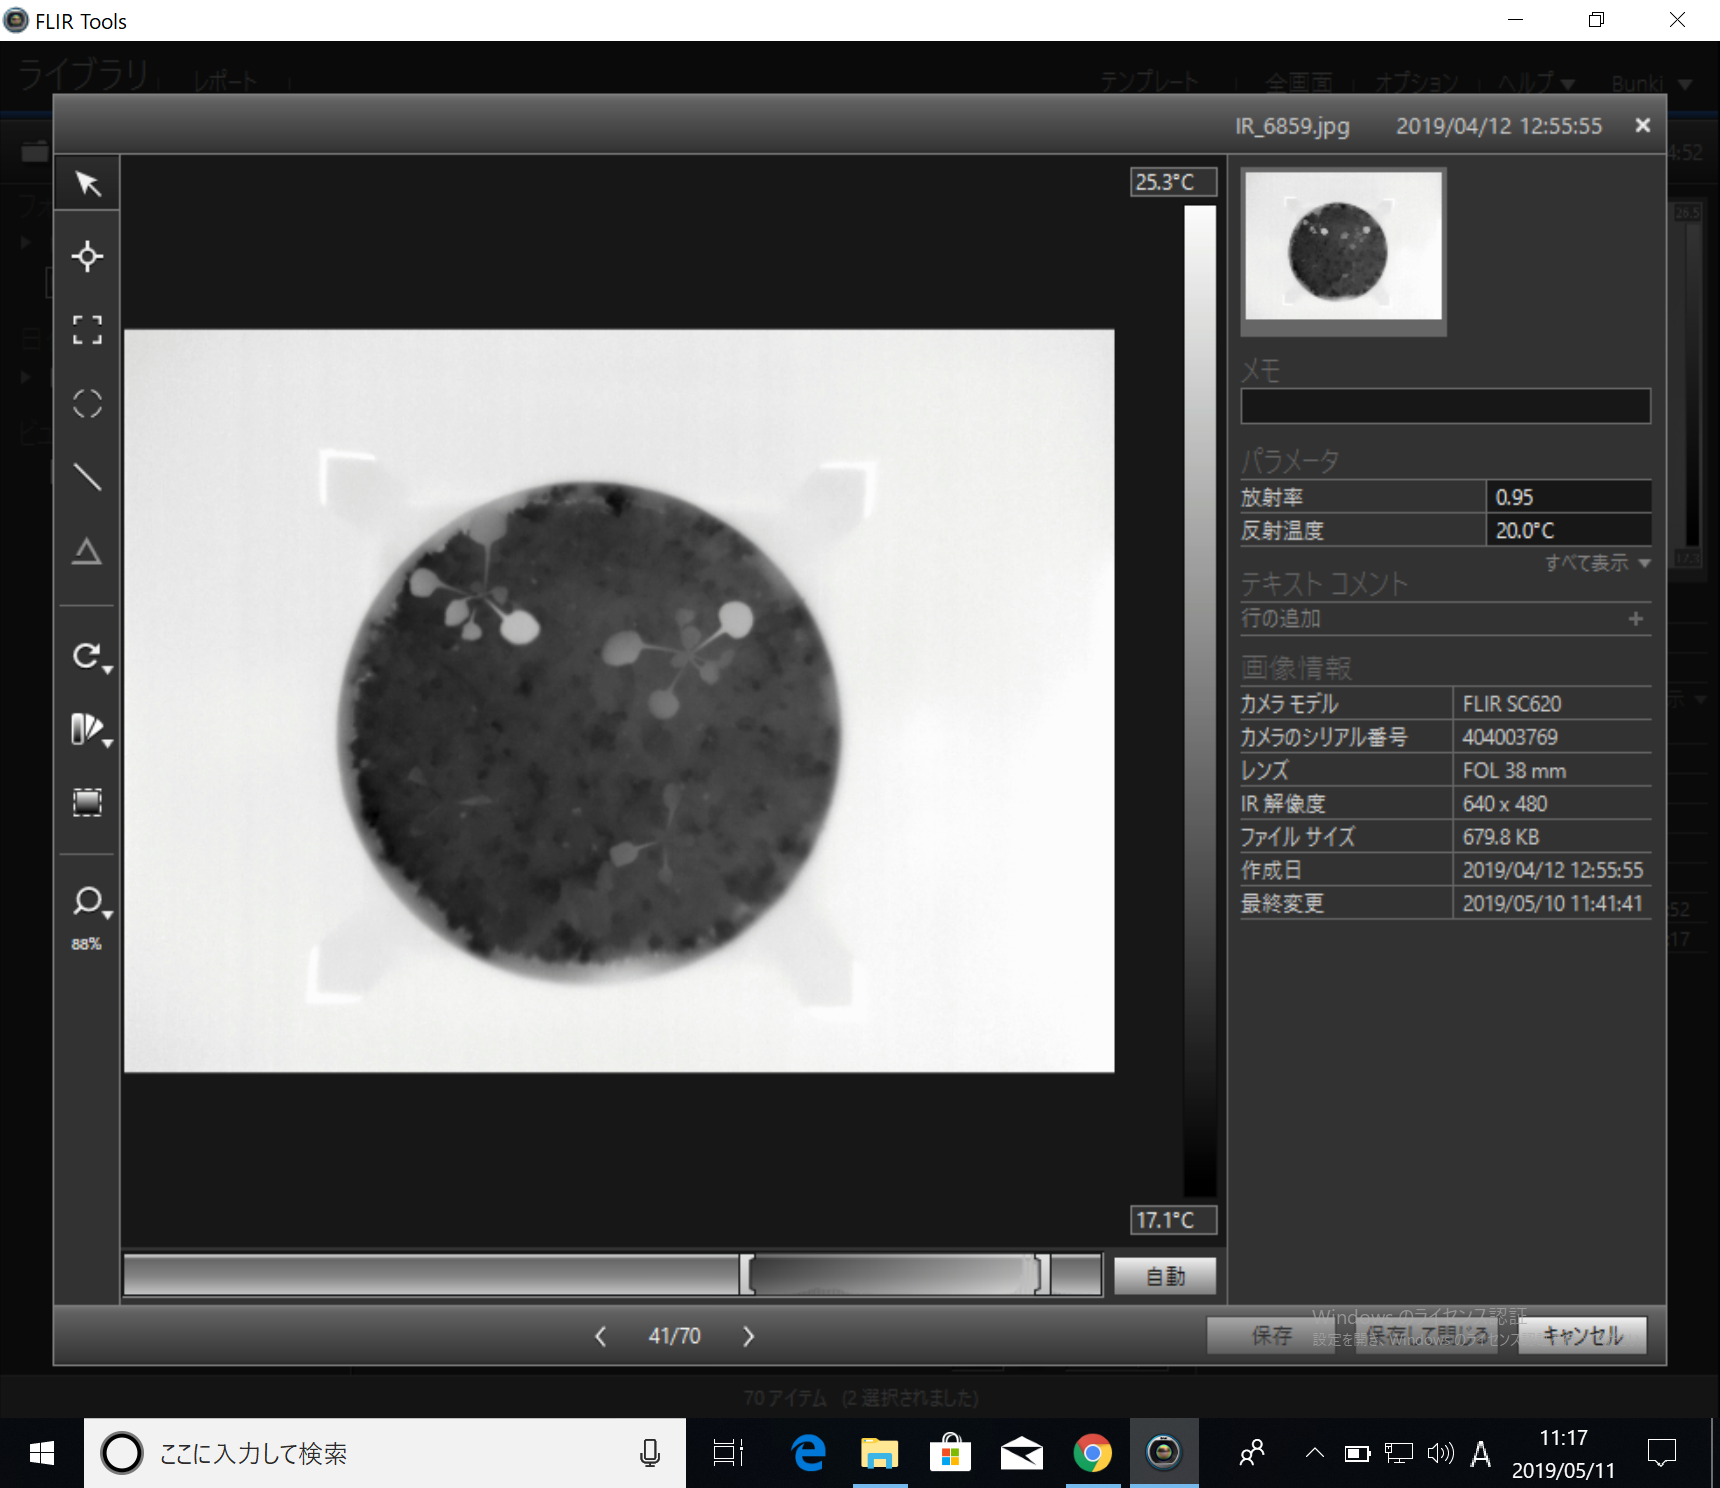 FLIR Tools
ライブラリ レポート テンプレート 全画面 オプション ヘルプ Bunki
IR_6859.jpg 2019/04/12 12:55:55
25.3°C
メモ
パラメータ
放射率 0.95
反射温度 20.0°C
すべて表示
テキスト コメント
行の追加 +
画像情報
カメラ モデル FLIR SC620
カメラのシリアル番号 404003769
レンズ FOL 38 mm
IR 解像度 640 x 480
ファイル サイズ 679.8 KB
作成日 2019/04/12 12:55:55
最終変更 2019/05/10 11:41:41
88%
17.1°C
自動
41/70
Windows のライセンス認証
設定を開き、Windows のライセンス
保存 保存して閉じる キャンセル
70 アイテム (2 選択されました)
ここに入力して検索
A
11:17
2019/05/11